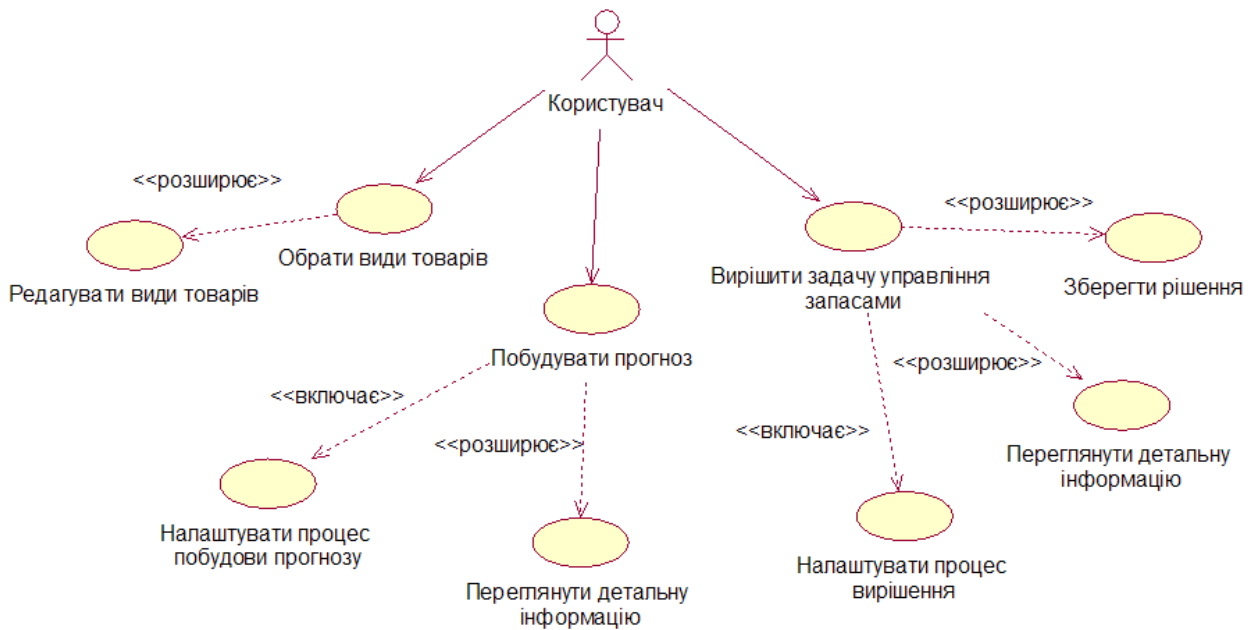 Користувач
<<розширює>>
<<розширює>>
Обрати види товарів
Редагувати види товарів
Вирішити задачу управління
запасами
Зберегти рішення
Побудувати прогноз
<<включає>>
<<розширює>>
<<розширює>>
<<включає>>
Переглянути детальну
інформацію
Налаштувати процес
побудови прогнозу
Переглянути детальну
інформацію
Налаштувати процес
вирішення